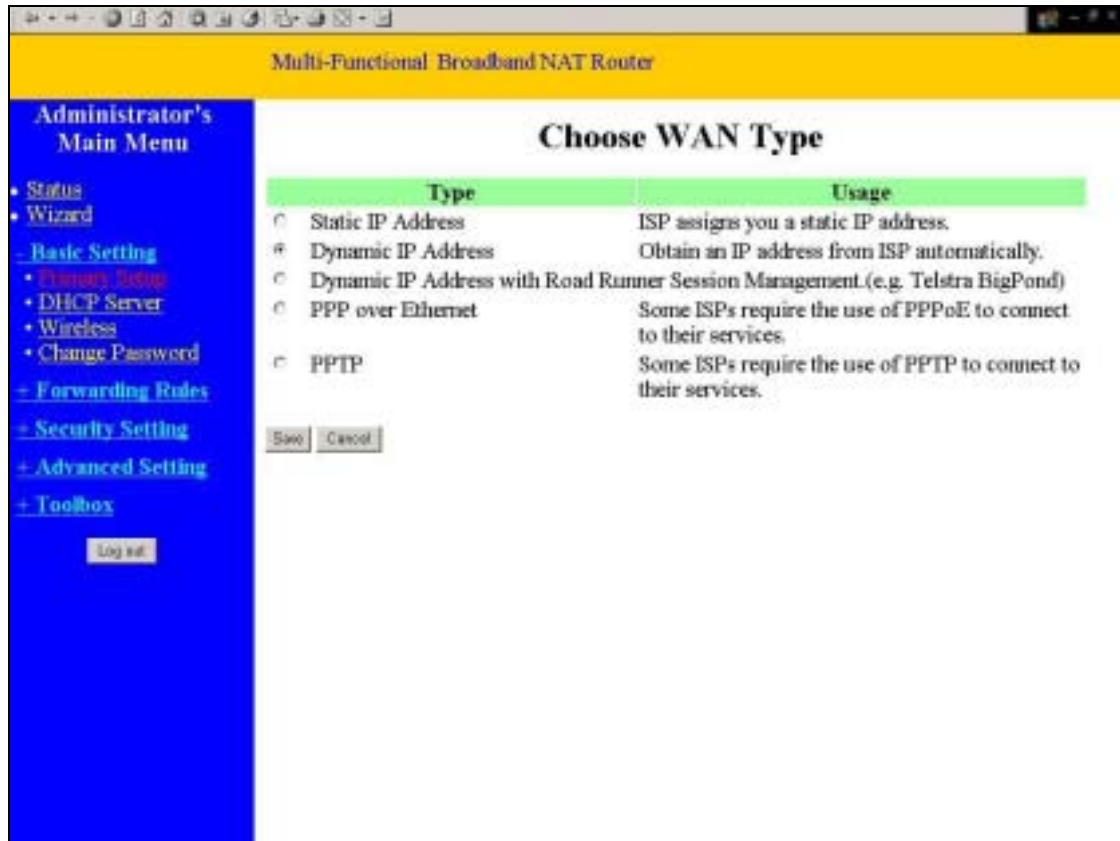 Multi-Functional Broadband NAT Router
Administrator's
Main Menu
• Status
• Wizard
- Basic Setting
• Primary Setup
• DHCP Server
• Wireless
• Change Password
+ Forwarding Rules
+ Security Setting
+ Advanced Setting
+ Toolbox
Log out
Choose WAN Type
Type Usage
Static IP Address ISP assigns you a static IP address.
Dynamic IP Address Obtain an IP address from ISP automatically.
Dynamic IP Address with Road Runner Session Management.(e.g. Telstra BigPond)
PPP over Ethernet Some ISPs require the use of PPPoE to connect
to their services.
PPTP Some ISPs require the use of PPTP to connect to
their services.
Save Cancel